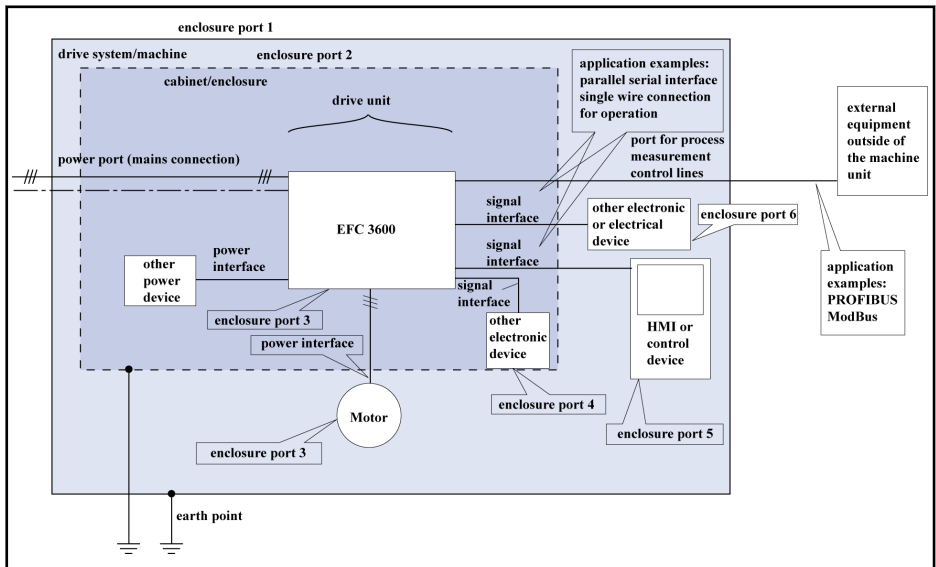 enclosure port 1
drive system/machine
enclosure port 2
cabinet/enclosure
drive unit
application examples:
parallel serial interface
single wire connection
for operation
port for process
measurement
control lines
external
equipment
outside of
the machine
unit
power port (mains connection)
EFC 3600
signal
interface
other electronic
or electrical
device
enclosure port 6
signal
interface
other
power
device
power
interface
signal
interface
application
examples:
PROFIBUS
ModBus
enclosure port 3
other
electronic
device
HMI or
control
device
power interface
enclosure port 4
Motor
enclosure port 5
enclosure port 3
earth point